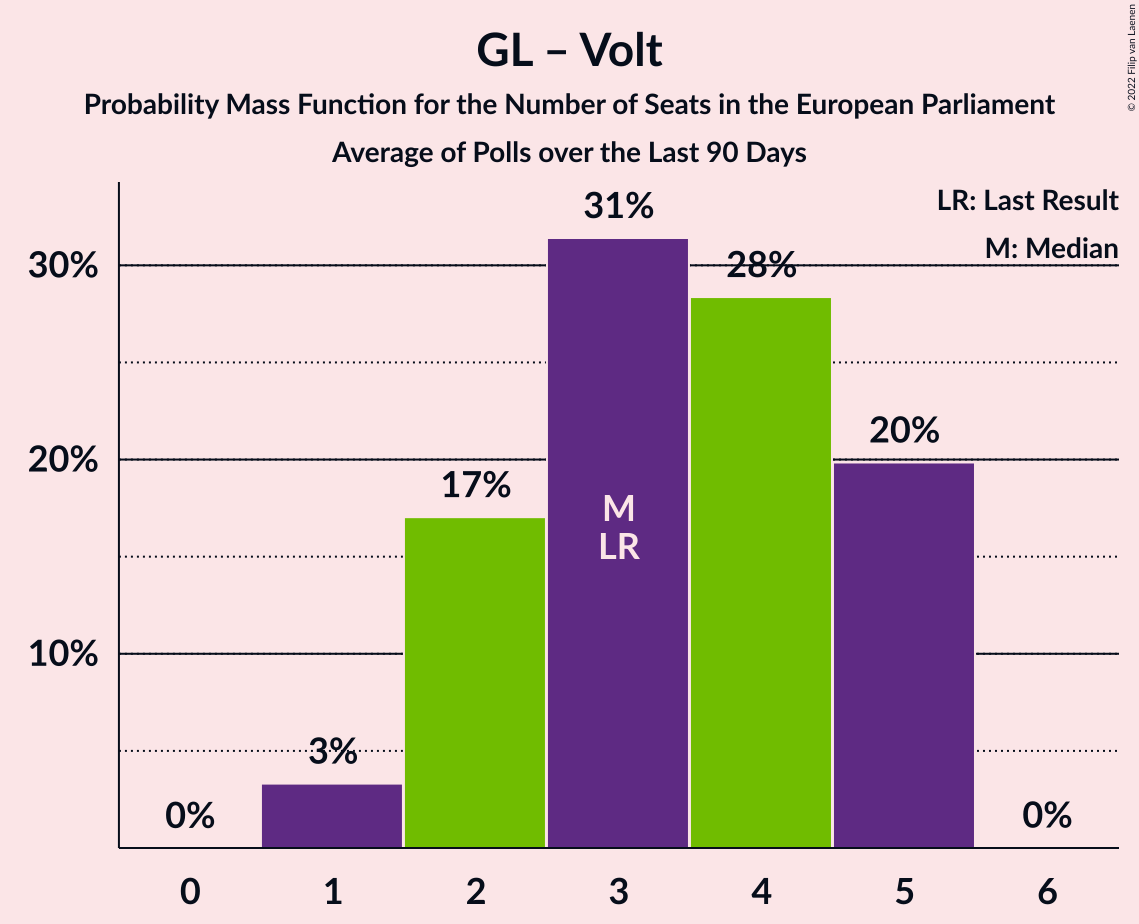 GL – Volt
Probability Mass Function for the Number of Seats in the European Parliament
Average of Polls over the Last 90 Days
© 2022 Filip van Laenen
LR: Last Result
M: Median
30%
20%
10%
0%
3%
17%
31%
28%
20%
0%
M
LR
0 1 2 3 4 5 6